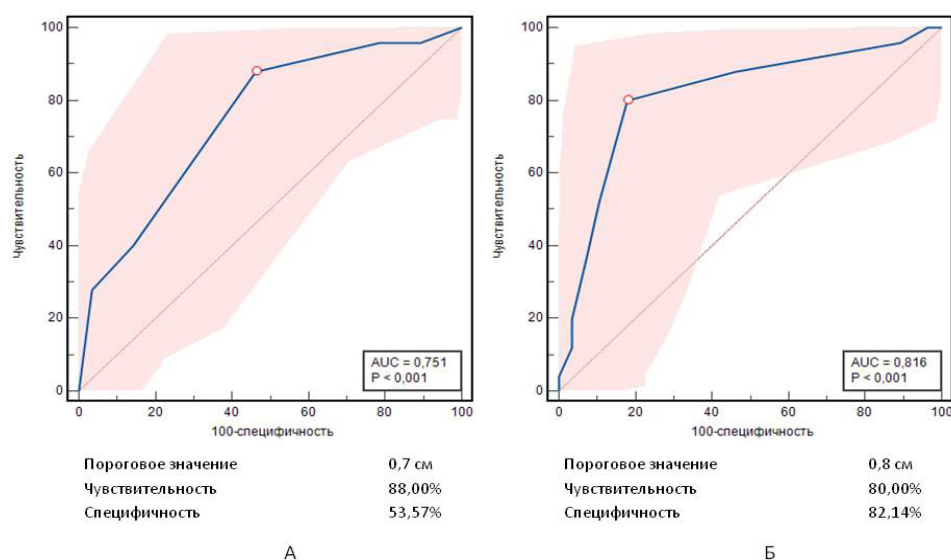 100
80
60
40
20
0
Чувствительность
0 20 40 60 80 100
100-специфичность
AUC = 0,751
P < 0,001
Пороговое значение 0,7 см
Чувствительность 88,00%
Специфичность 53,57%
А
100
80
60
40
20
0
Чувствительность
0 20 40 60 80 100
100-специфичность
AUC = 0,816
P < 0,001
Пороговое значение 0,8 см
Чувствительность 80,00%
Специфичность 82,14%
Б